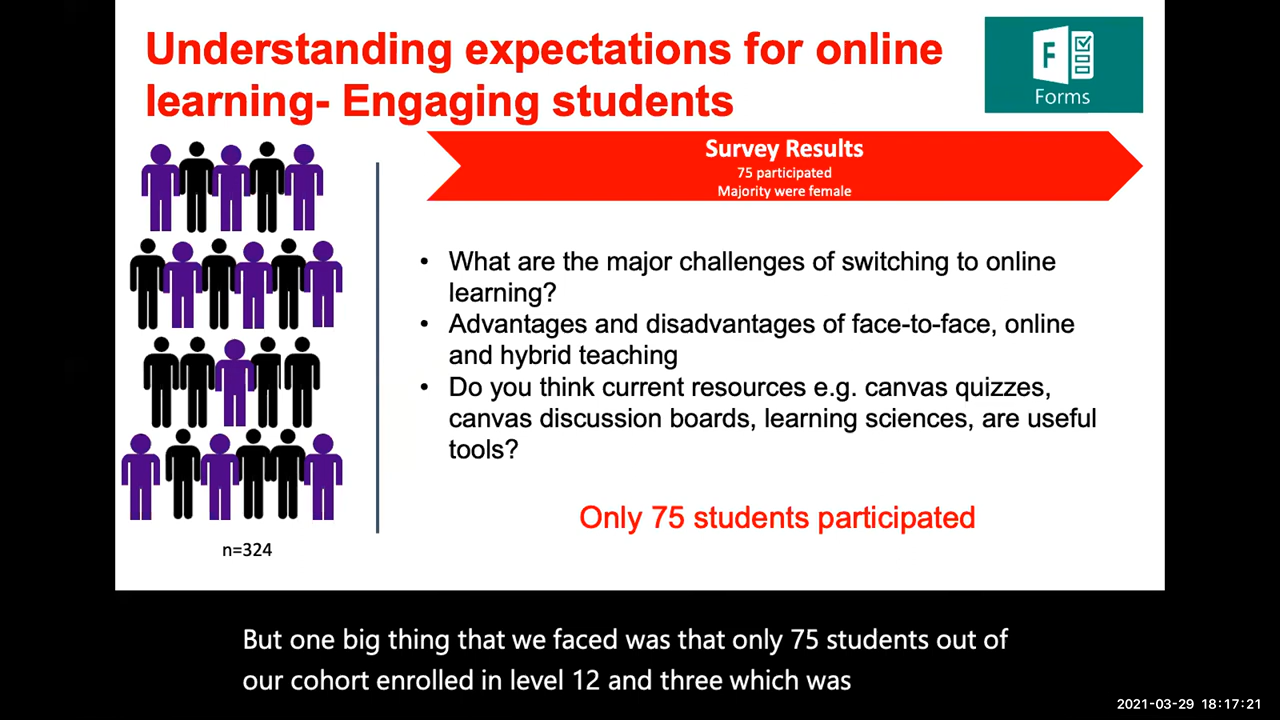 Understanding expectations for online
learning- Engaging students
F
Forms
Survey Results
75 participated
Majority were female
• What are the major challenges of switching to online
learning?
• Advantages and disadvantages of face-to-face, online
and hybrid teaching
• Do you think current resources e.g. canvas quizzes,
canvas discussion boards, learning sciences, are useful
tools?
Only 75 students participated
n=324
But one big thing that we faced was that only 75 students out of
our cohort enrolled in level 12 and three which was
2021-03-29 18:17:21